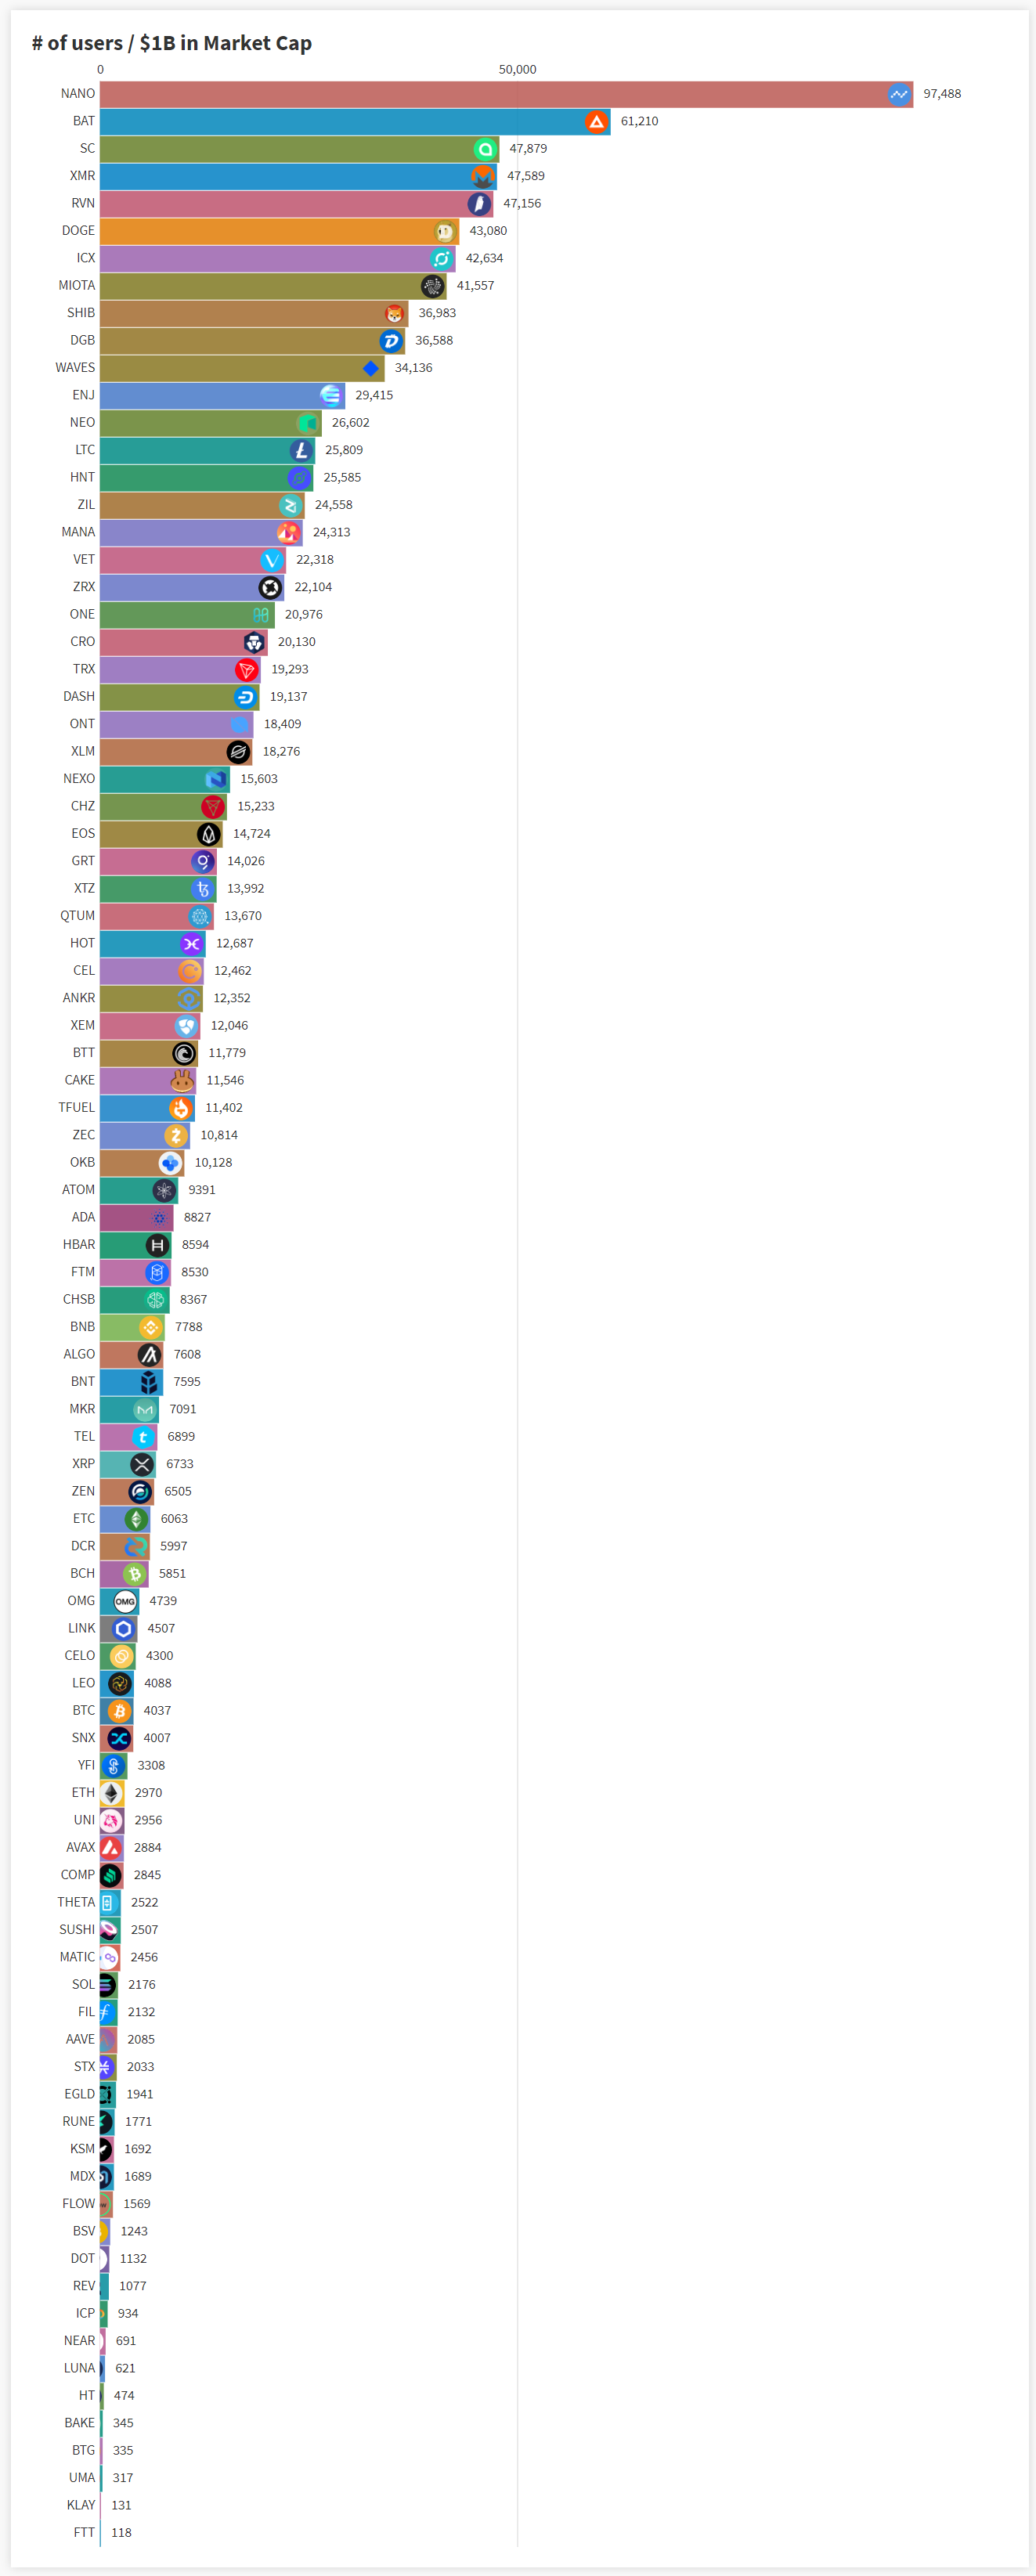 # of users / $1B in Market Cap
0 50,000
NANO 97,488
BAT 61,210
SC 47,879
XMR 47,589
RVN 47,156
DOGE 43,080
ICX 42,634
MIOTA 41,557
SHIB 36,983
DGB 36,588
WAVES 34,136
ENJ 29,415
NEO 26,602
LTC 25,809
HNT 25,585
ZIL 24,558
MANA 24,313
VET 22,318
ZRX 22,104
ONE 20,976
CRO 20,130
TRX 19,293
DASH 19,137
ONT 18,409
XLM 18,276
NEXO 15,603
CHZ 15,233
EOS 14,724
GRT 14,026
XTZ 13,992
QTUM 13,670
HOT 12,687
CEL 12,462
ANKR 12,352
XEM 12,046
BTT 11,779
CAKE 11,546
TFUEL 11,402
ZEC 10,814
OKB 10,128
ATOM 9391
ADA 8827
HBAR 8594
FTM 8530
CHSB 8367
BNB 7788
ALGO 7608
BNT 7595
MKR 7091
TEL 6899
XRP 6733
ZEN 6505
ETC 6063
DCR 5997
BCH 5851
OMG OMG 4739
LINK 4507
CELO 4300
LEO 4088
BTC 4037
SNX 4007
YFI 3308
ETH 2970
UNI 2956
AVAX 2884
COMP 2845
THETA 2522
SUSHI 2507
MATIC 2456
SOL 2176
FIL 2132
AAVE 2085
STX 2033
EGLD 1941
RUNE 1771
KSM 1692
MDX 1689
FLOW 1569
BSV 1243
DOT 1132
REV 1077
ICP 934
NEAR 691
LUNA 621
HT 474
BAKE 345
BTG 335
UMA 317
KLAY 131
FTT 118